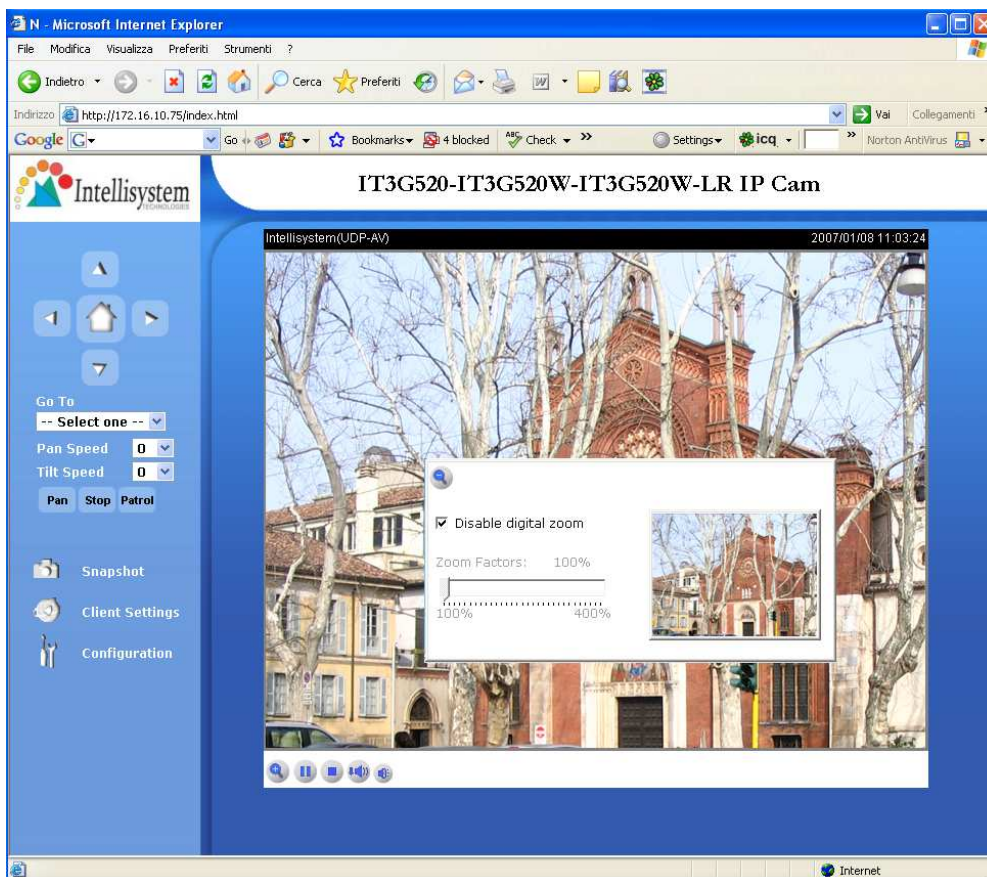 N - Microsoft Internet Explorer
File Modifica Visualizza Preferiti Strumenti ?
Indietro Cerca Preferiti
Indirizzo http://172.16.10.75/index.html Vai Collegamenti »
Google G Go Bookmarks 4 blocked ABC Check » Settings icq » Norton AntiVirus
Intellisystem
TECHNOLOGIES
IT3G520-IT3G520W-IT3G520W-LR IP Cam
Intellisystem(UDP-AV) 2007/01/08 11:03:24
Go To
-- Select one --
Pan Speed 0
Tilt Speed 0
Pan Stop Patrol
Snapshot
Client Settings
Configuration
Disable digital zoom
Zoom Factors: 100%
100% 400%
Internet